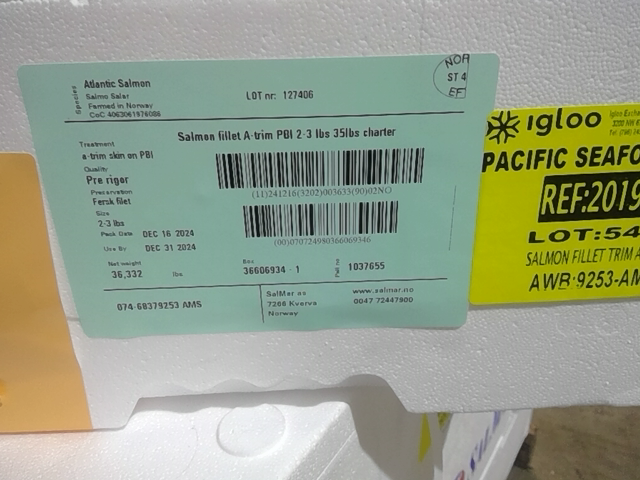 Species
Atlantic Salmon
Salmo Salar
Farmed in Norway
CoC 4063061976086
LOT nr: 127406
NOR
ST 4
EF
Salmon fillet A-trim PBI 2-3 lbs 35lbs charter
Treatment
a-trim skin on PBI
Quality
Pre rigor
Preservation
Fersk filet
Size
2-3 lbs
Pack Date DEC 16 2024
Use By DEC 31 2024
(11)241216(3202)003633(90)02NO
(00)070724980366069346
Net weight
36,332 lbs
Box
36606934 - 1
Pall nr
1037655
074-68379253 AMS
SalMar as
7266 Kverva
Norway
www.salmar.no
0047 72447900
igloo
PACIFIC SEAFO
REF:2019
LOT:54
SALMON FILLET TRIM A
AWB:9253-AM